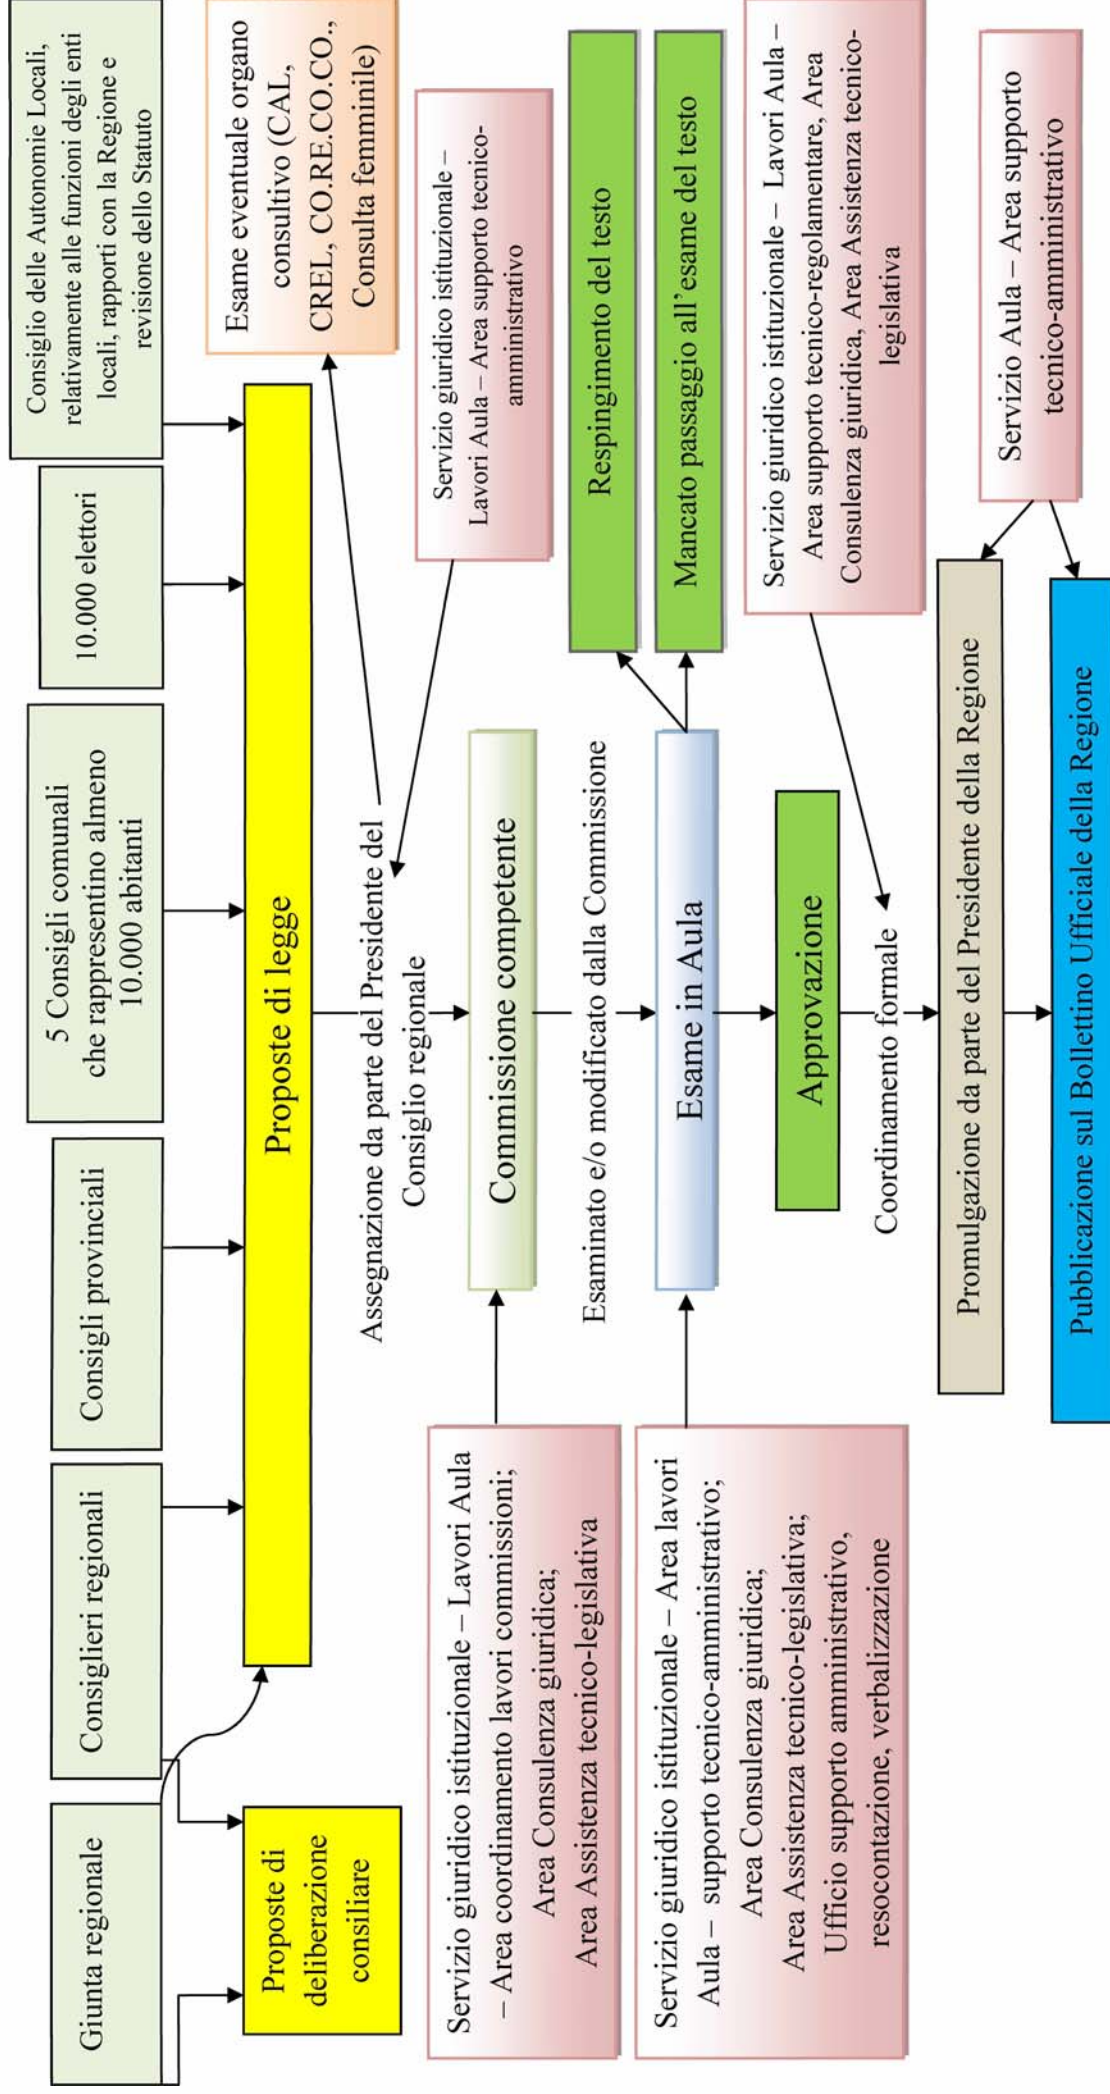 Giunta regionale
Consiglieri regionali
Consigli provinciali
5 Consigli comunali
che rappresentino almeno
10.000 abitanti
10.000 elettori
Consiglio delle Autonomie Locali,
relativamente alle funzioni degli enti
locali, rapporti con la Regione e
revisione dello Statuto
Proposte di
deliberazione
consiliare
Proposte di legge
Esame eventuale organo
consultivo (CAL,
CREL, CO.RE.CO.CO.,
Consulta femminile)
Assegnazione da parte del Presidente del
Consiglio regionale
Servizio giuridico istituzionale –
Lavori Aula – Area supporto tecnico-
amministrativo
Servizio giuridico istituzionale – Lavori Aula
– Area coordinamento lavori commissioni;
Area Consulenza giuridica;
Area Assistenza tecnico-legislativa
Commissione competente
Esaminato e/o modificato dalla Commissione
Respingimento del testo
Mancato passaggio all'esame del testo
Servizio giuridico istituzionale – Area lavori
Aula – supporto tecnico-amministrativo;
Area Consulenza giuridica;
Area Assistenza tecnico-legislativa;
Ufficio supporto amministrativo,
resocontazione, verbalizzazione
Esame in Aula
Approvazione
Servizio giuridico istituzionale – Lavori Aula –
Area supporto tecnico-regolamentare, Area
Consulenza giuridica, Area Assistenza tecnico-
legislativa
Coordinamento formale
Promulgazione da parte del Presidente della Regione
Servizio Aula – Area supporto
tecnico-amministrativo
Pubblicazione sul Bollettino Ufficiale della Regione